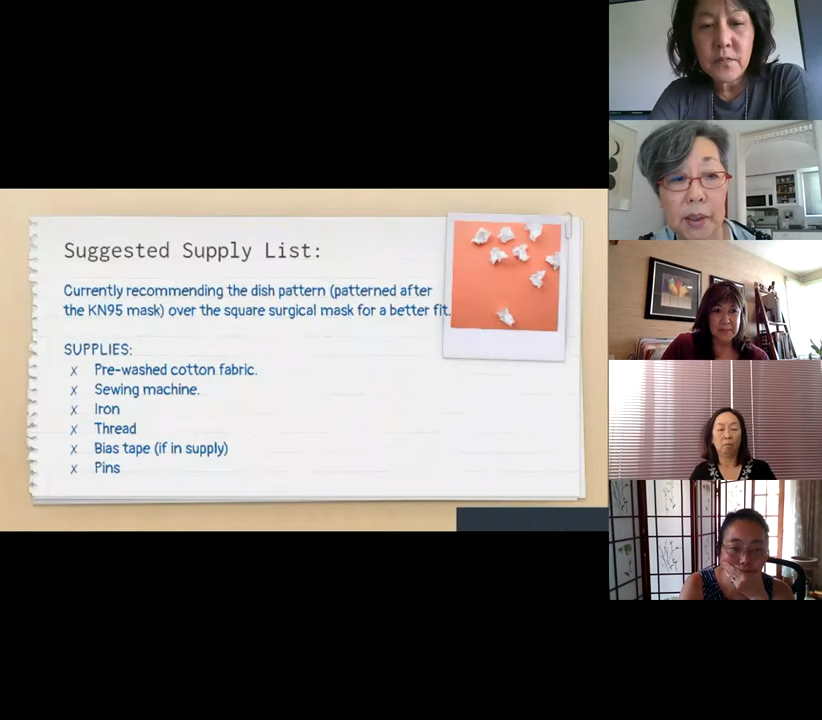 Suggested Supply List:
Currently recommending the dish pattern (patterned after
the KN95 mask) over the square surgical mask for a better fit.
SUPPLIES:
x Pre-washed cotton fabric.
x Sewing machine.
x Iron
x Thread
x Bias tape (if in supply)
x Pins